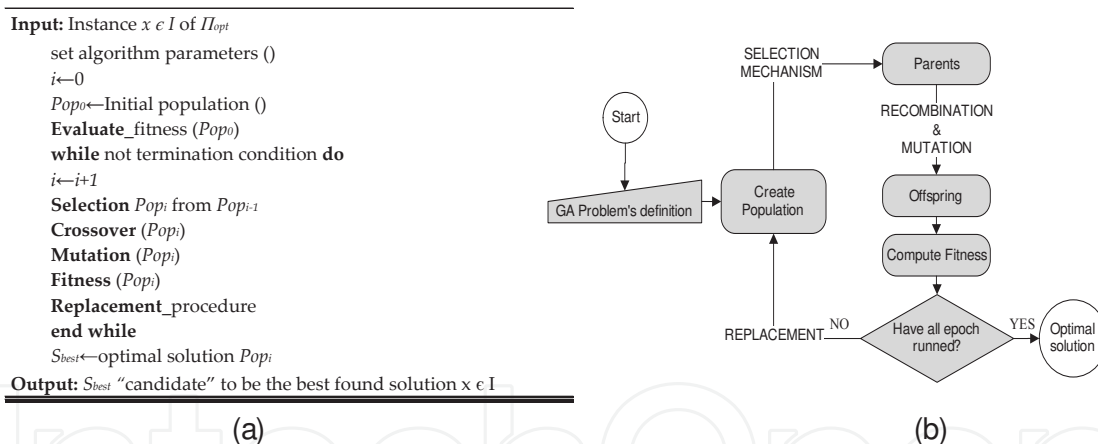 Input: Instance x ϵ I of Πopt
set algorithm parameters ()
i←0
Pop0←Initial population ()
Evaluate_fitness (Pop0)
while not termination condition do
i←i+1
Selection Popi from Popi-1
Crossover (Popi)
Mutation (Popi)
Fitness (Popi)
Replacement_procedure
end while
Sbest←optimal solution Popi
Output: Sbest “candidate” to be the best found solution x ϵ I
(a)
SELECTION
MECHANISM
Parents
Start
RECOMBINATION
&
MUTATION
GA Problem's definition
Create
Population
Offspring
Compute Fitness
REPLACEMENT
NO
Have all epoch
runned?
YES
Optimal
solution
(b)